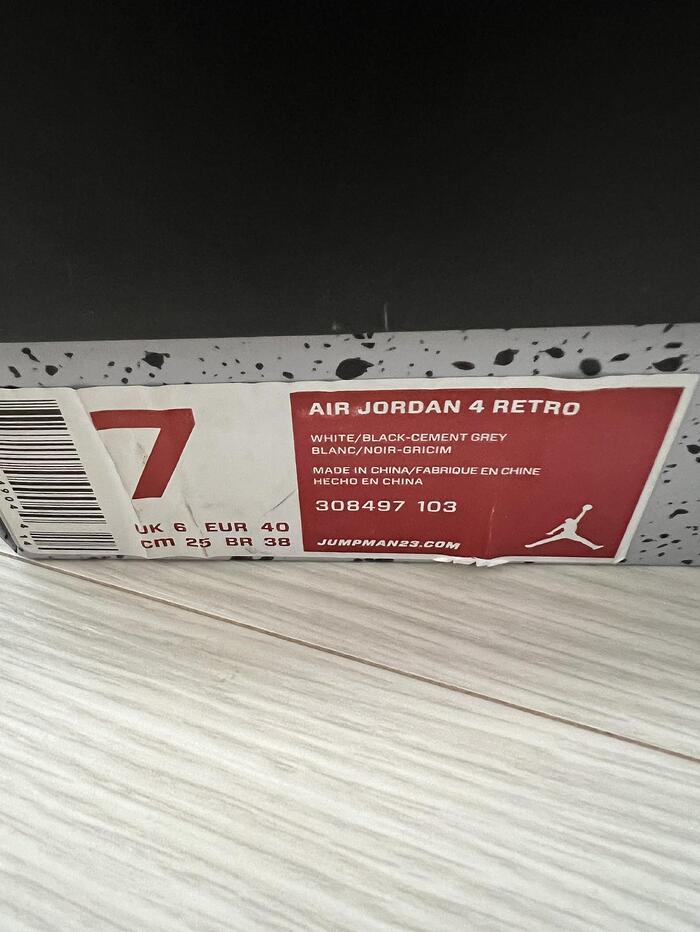 7
UK 6 EUR 40
cm 25 BR 38
AIR JORDAN 4 RETRO
WHITE/BLACK-CEMENT GREY
BLANC/NOIR-GRICIM
MADE IN CHINA/FABRIQUE EN CHINE
HECHO EN CHINA
308497 103
JUMPMAN23.COM